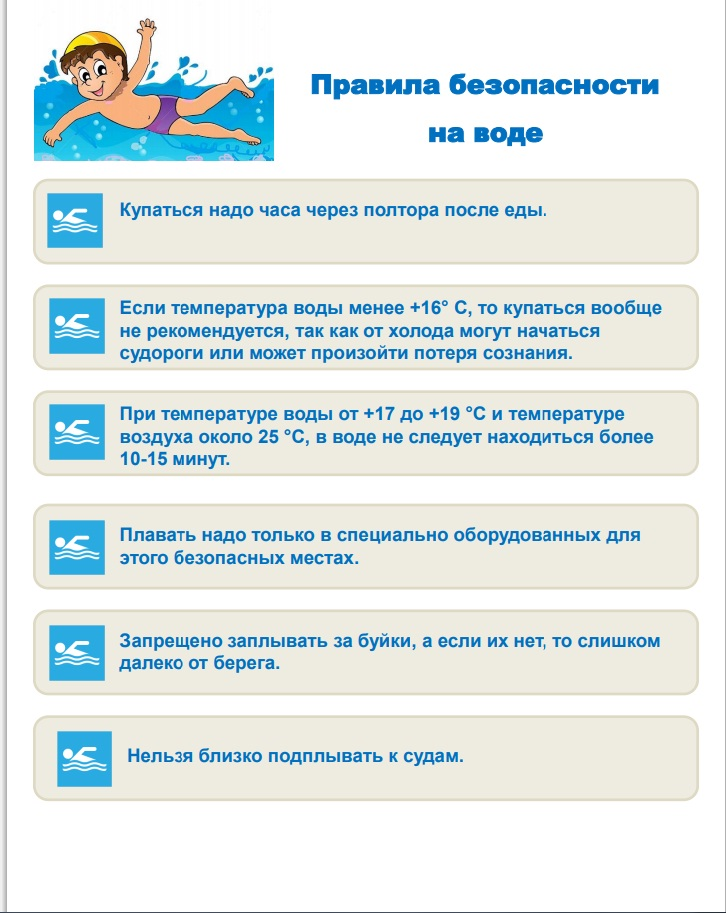 Правила безопасности
на воде
Купаться надо часа через полтора после еды.
Если температура воды менее +16° С, то купаться вообще
не рекомендуется, так как от холода могут начаться
судороги или может произойти потеря сознания.
При температуре воды от +17 до +19 °С и температуре
воздуха около 25 °С, в воде не следует находиться более
10-15 минут.
Плавать надо только в специально оборудованных для
этого безопасных местах.
Запрещено заплывать за буйки, а если их нет, то слишком
далеко от берега.
Нельзя близко подплывать к судам.